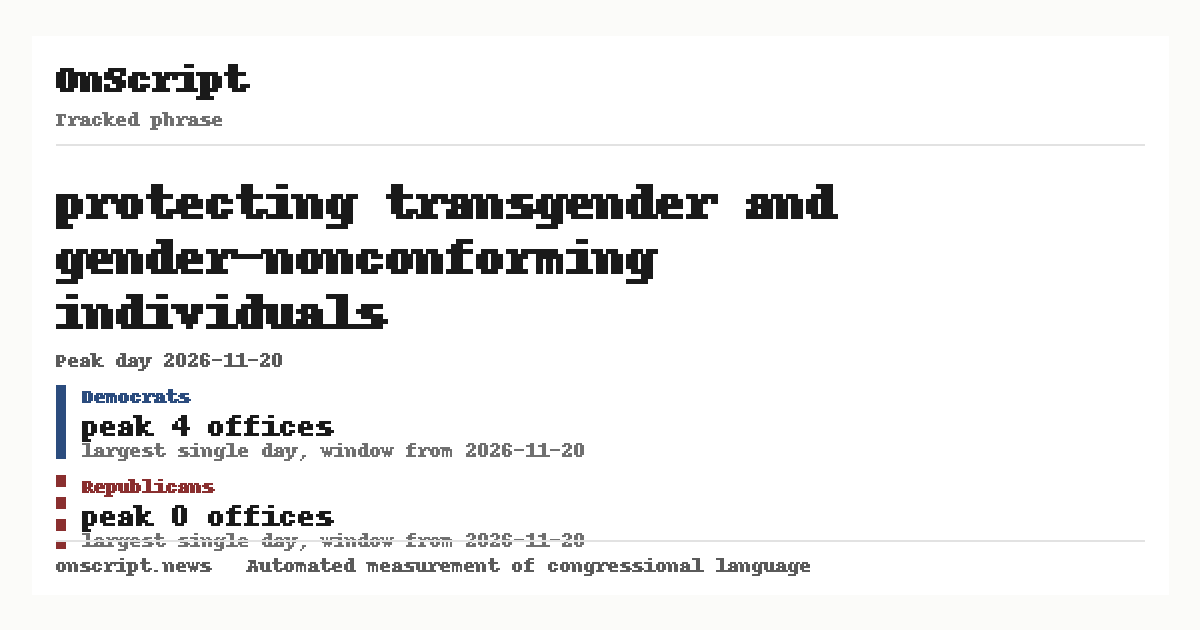 OnScript
Tracked phrase
protecting transgender and
gender-nonconforming
individuals
Peak day 2026-11-20
Democrats
peak 4 offices
largest single day, window from 2026-11-20
Republicans
peak 0 offices
largest single day, window from 2026-11-20
onscript.news Automated measurement of congressional language